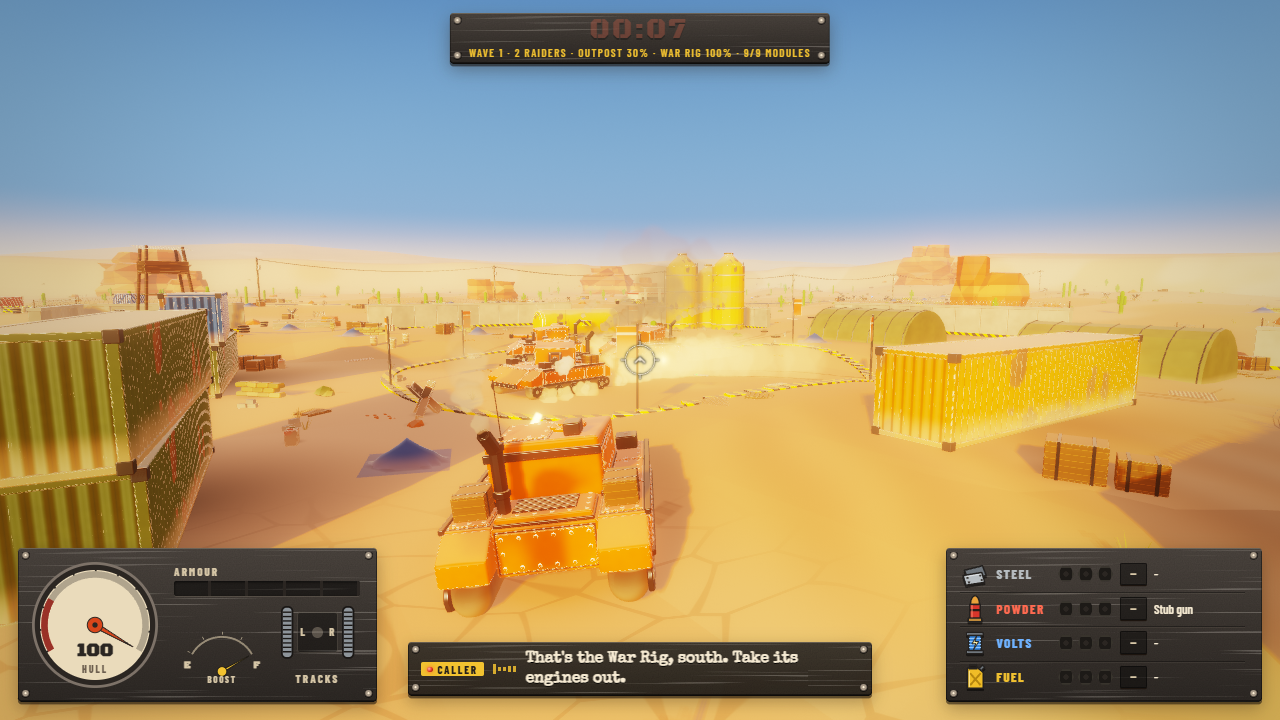 00:07
WAVE 1 · 2 RAIDERS · OUTPOST 30% · WAR RIG 100% · 9/9 MODULES
ARMOUR
100
HULL
E F
BOOST
L R
TRACKS
CALLER
That's the War Rig, south. Take its
engines out.
STEEL – -
POWDER – Stub gun
VOLTS – -
FUEL – -